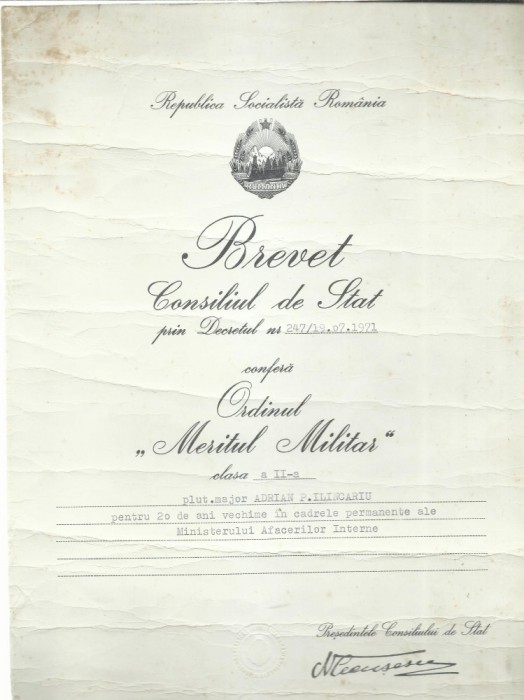 Republica Socialistă România
Brevet
Consiliul de Stat
prin Decretul nr 247/19.07.1971
conferă
Ordinul
„Meritul Militar“
clasa a II-a
plut.major ADRIAN P.ILINCARIU
pentru 20 de ani vechime în cadrele permanente ale
Ministerului Afacerilor Interne
Președintele Consiliului de Stat
NCeaușescu